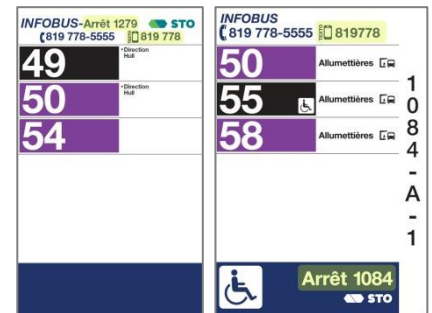 INFOBUS-Arrêt 1279 STO
819 778-5555 819 778
49
• Direction
Hull
50
• Direction
Hull
54
INFOBUS
819 778-5555 819778
50 Allumettières
55 Allumettières
58 Allumettières
Arrêt 1084
STO
1084-A-1